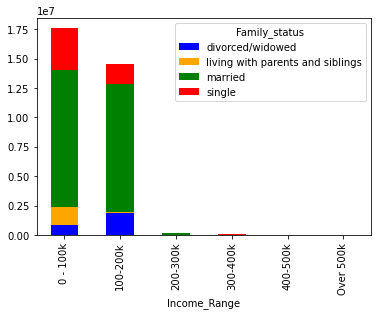 1e7
Family_status
divorced/widowed
living with parents and siblings
married
single
1.75
1.50
1.25
1.00
0.75
0.50
0.25
0.00
0 - 100k
100-200k
200-300k
300-400k
400-500k
Over 500k
Income_Range